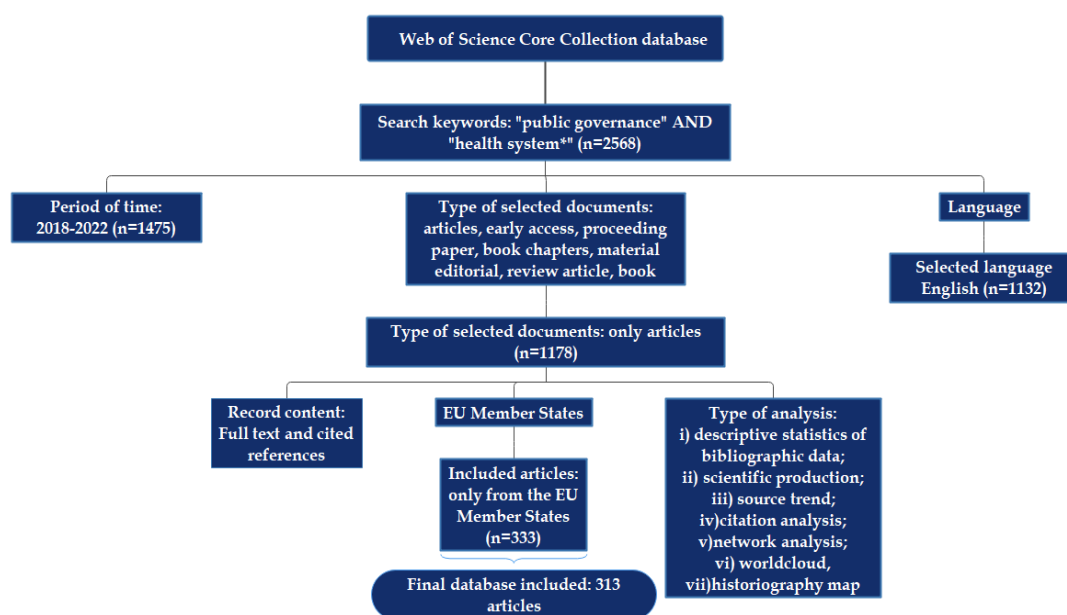 Web of Science Core Collection database
Search keywords: "public governance" AND
"health system*" (n=2568)
Period of time:
2018-2022 (n=1475)
Type of selected documents:
articles, early access, proceeding
paper, book chapters, material
editorial, review article, book
Language
Selected language
English (n=1132)
Type of selected documents: only articles
(n=1178)
Record content:
Full text and cited
references
EU Member States
Included articles:
only from the EU
Member States
(n=333)
Type of analysis:
i) descriptive statistics of
bibliographic data;
ii) scientific production;
iii) source trend;
iv)citation analysis;
v)network analysis;
vi) worldcloud,
vii)historiography map
Final database included: 313
articles